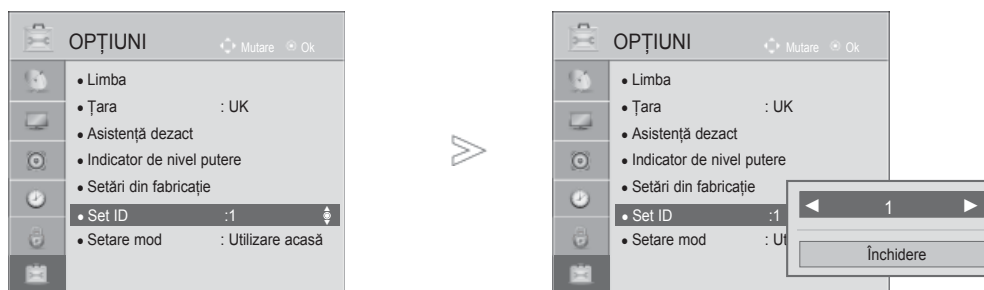 OPȚIUNI
Mutare Ok
• Limba
• Țara : UK
• Asistență dezact
• Indicator de nivel putere
• Setări din fabricație
• Set ID :1
• Setare mod : Utilizare acasă
OPȚIUNI
Mutare Ok
• Limba
• Țara : UK
• Asistență dezact
• Indicator de nivel putere
• Setări din fabricație
• Set ID :1
• Setare mod : Ut
◄ 1 ►
Închidere